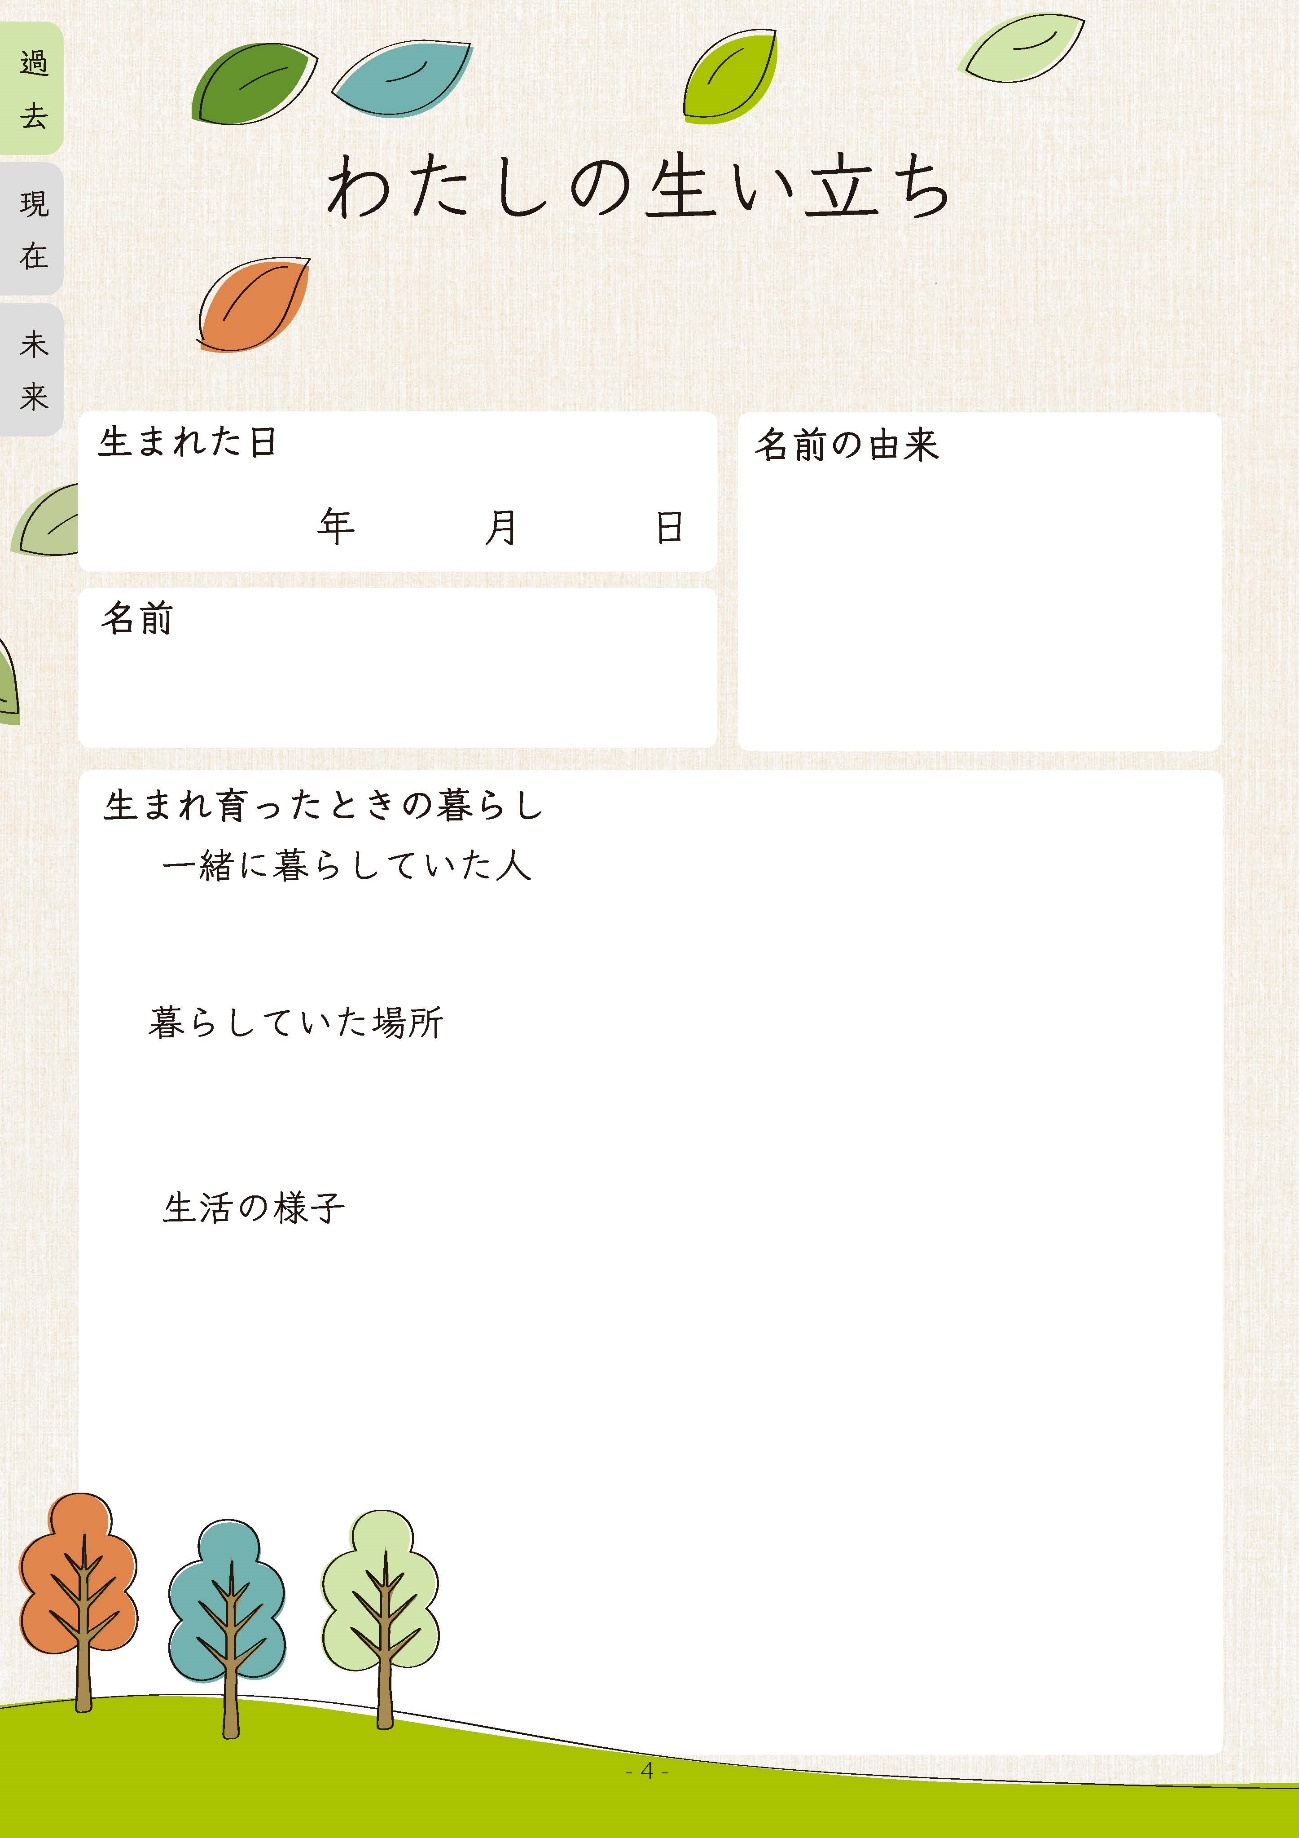 過去
現在
未来
わたしの生い立ち
生まれた日
年 月 日
名前の由来
名前
生まれ育ったときの暮らし
一緒に暮らしていた人
暮らしていた場所
生活の様子
- 4 -